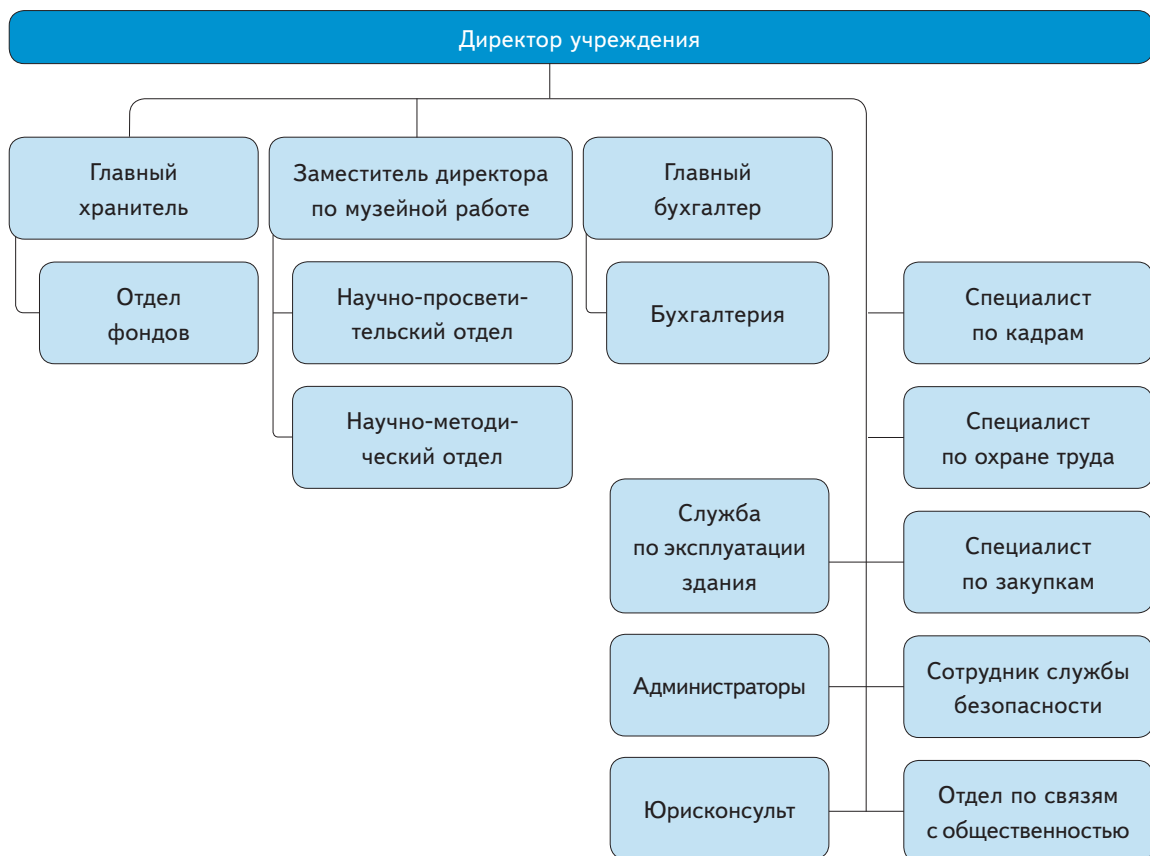 Директор учреждения
Главный
хранитель
Заместитель директора
по музейной работе
Главный
бухгалтер
Отдел
фондов
Научно-просвети-
тельский отдел
Бухгалтерия
Специалист
по кадрам
Научно-методи-
ческий отдел
Специалист
по охране труда
Служба
по эксплуатации
здания
Специалист
по закупкам
Администраторы
Сотрудник службы
безопасности
Юрисконсульт
Отдел по связям
с общественностью